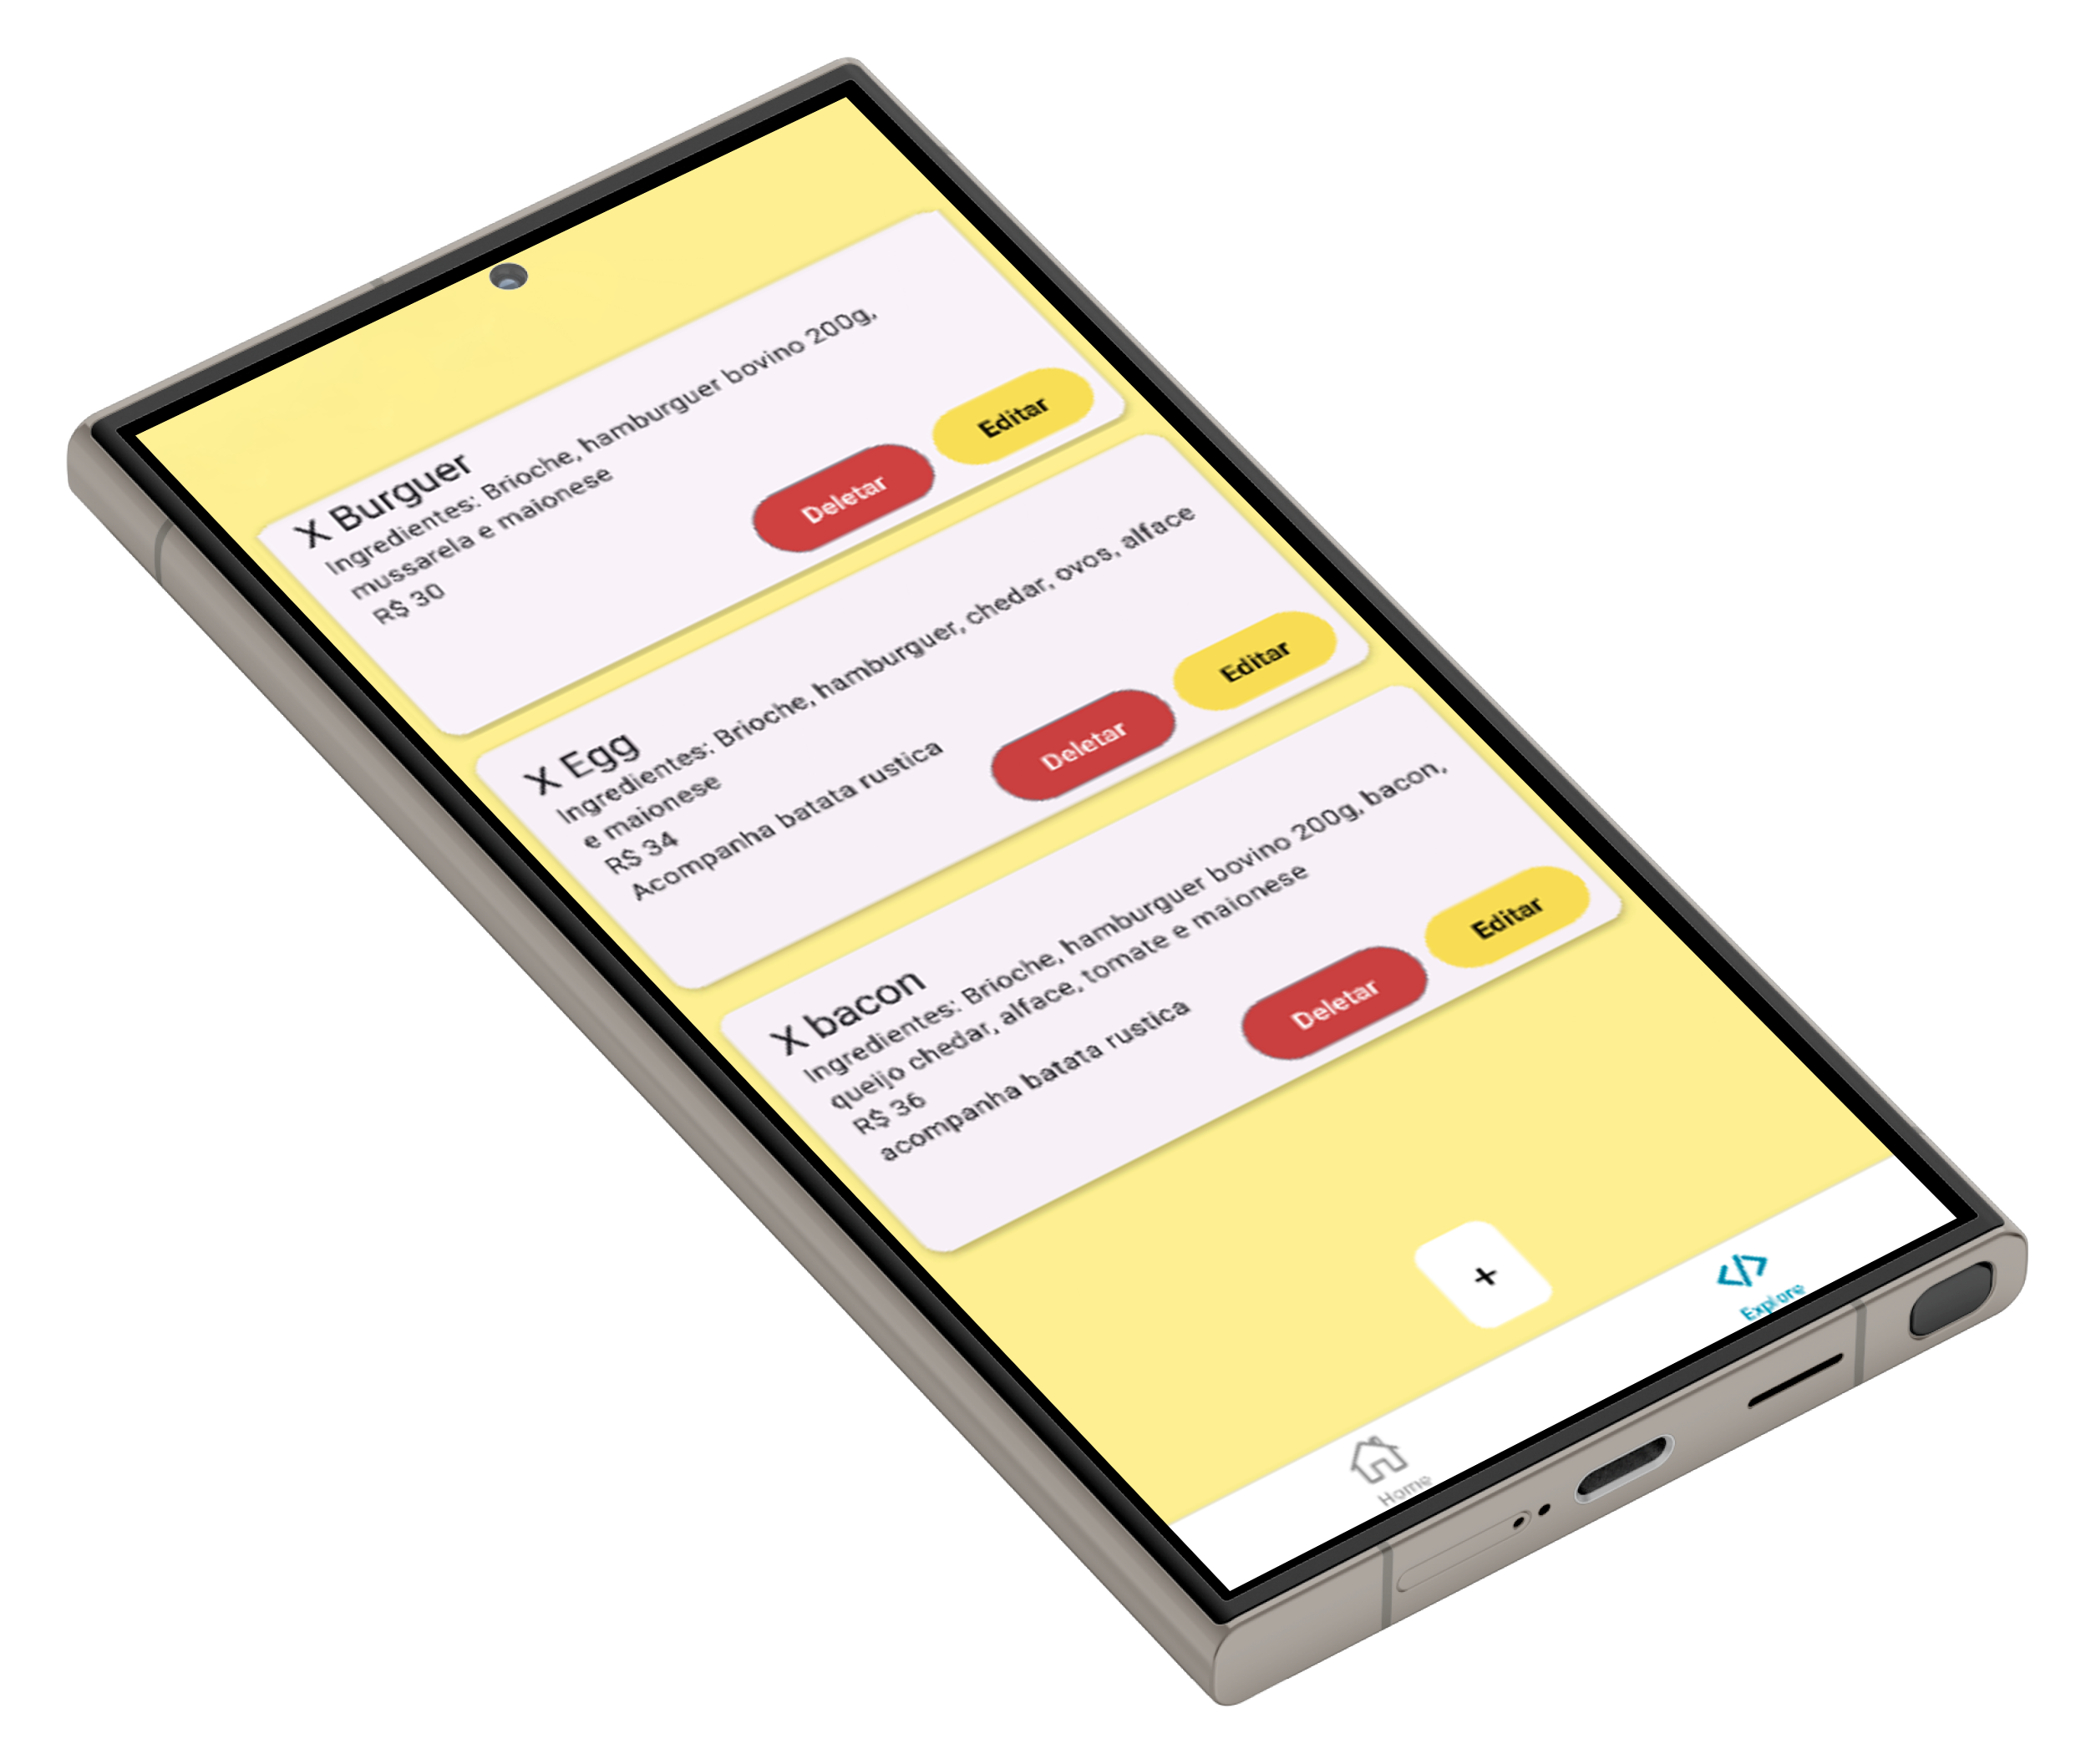 X Burguer
Ingredientes: Brioche, hamburguer bovino 200g,
mussarela e maionese
R$ 30
Deletar
Editar
X Egg
Ingredientes: Brioche, hamburguer, chedar, ovos, alface
e maionese
R$ 34
Acompanha batata rustica
Deletar
Editar
X bacon
Ingredientes: Brioche, hamburguer bovino 200g, bacon,
queijo chedar, alface, tomate e maionese
R$ 36
acompanha batata rustica
Deletar
Editar
+
Home
Explore